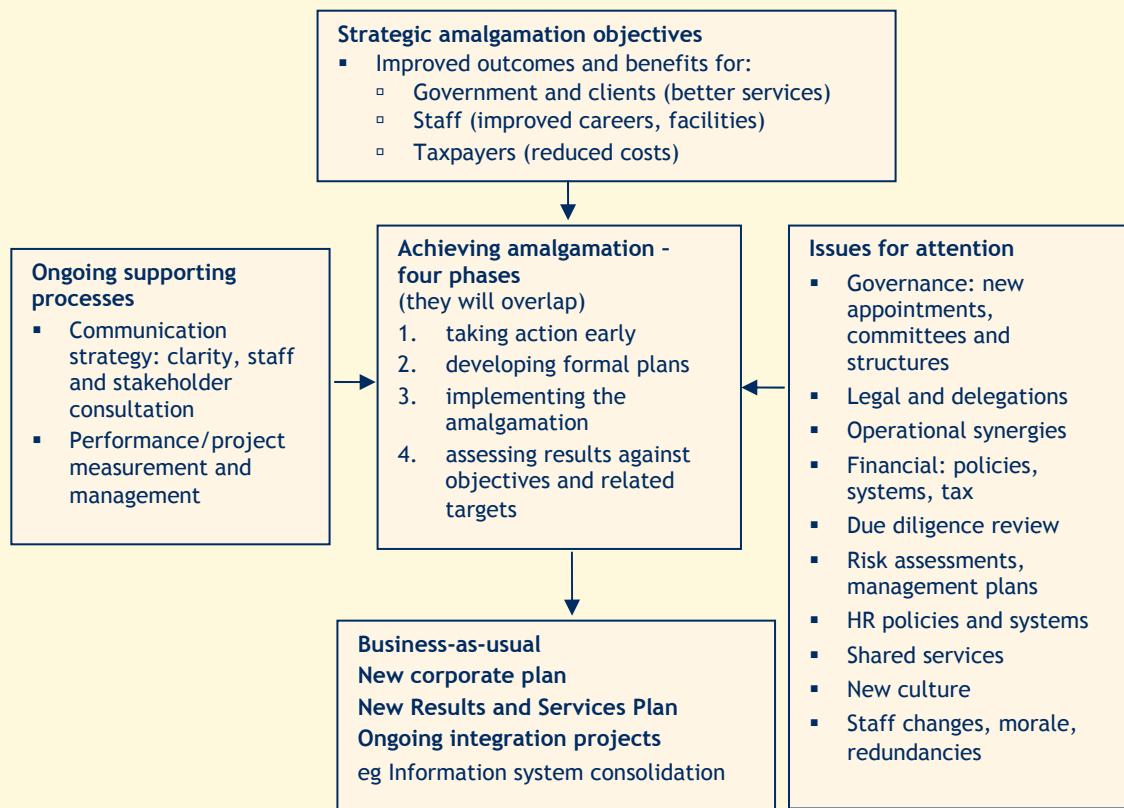 Strategic amalgamation objectives
▪ Improved outcomes and benefits for:
▫ Government and clients (better services)
▫ Staff (improved careers, facilities)
▫ Taxpayers (reduced costs)
Ongoing supporting
processes
▪ Communication
strategy: clarity, staff
and stakeholder
consultation
▪ Performance/project
measurement and
management
Achieving amalgamation –
four phases
(they will overlap)
1. taking action early
2. developing formal plans
3. implementing the
amalgamation
4. assessing results against
objectives and related
targets
Issues for attention
▪ Governance: new
appointments,
committees and
structures
▪ Legal and delegations
▪ Operational synergies
▪ Financial: policies,
systems, tax
▪ Due diligence review
▪ Risk assessments,
management plans
▪ HR policies and systems
▪ Shared services
▪ New culture
▪ Staff changes, morale,
redundancies
Business-as-usual
New corporate plan
New Results and Services Plan
Ongoing integration projects
eg Information system consolidation